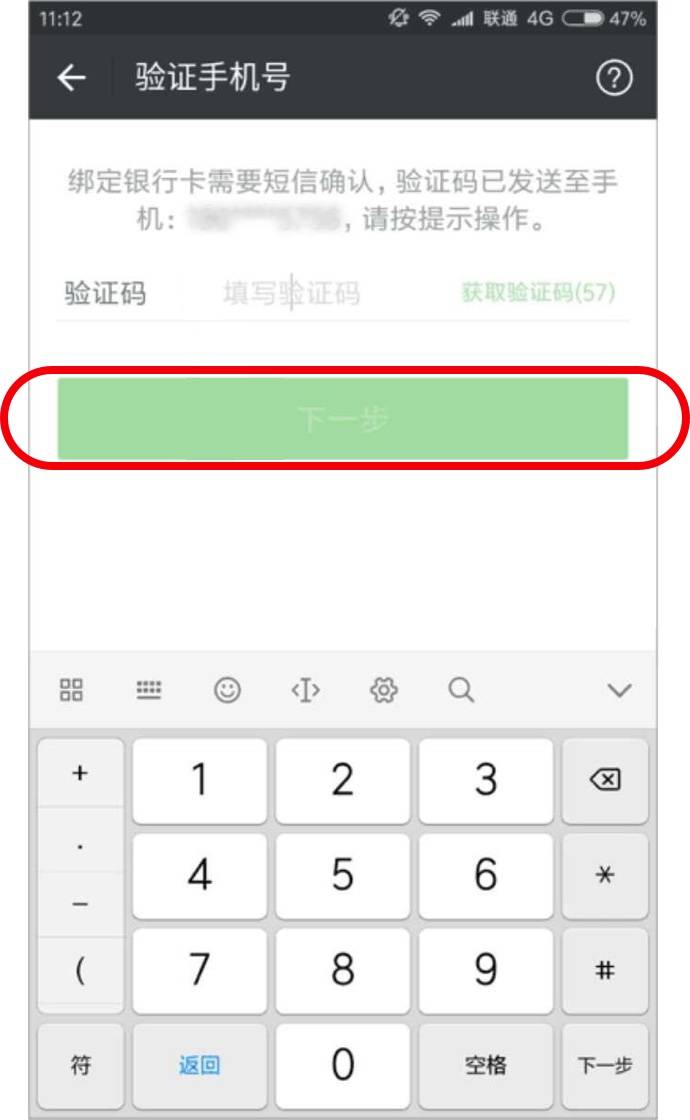 11:12 联通 4G 47%
验证手机号 ?
绑定银行卡需要短信确认，验证码已发送至手
机： ，请按提示操作。
验证码 填写验证码 获取验证码(57)
下一步
+ 1 2 3
. 4 5 6 *
－
( 7 8 9 #
符 返回 0 空格 下一步